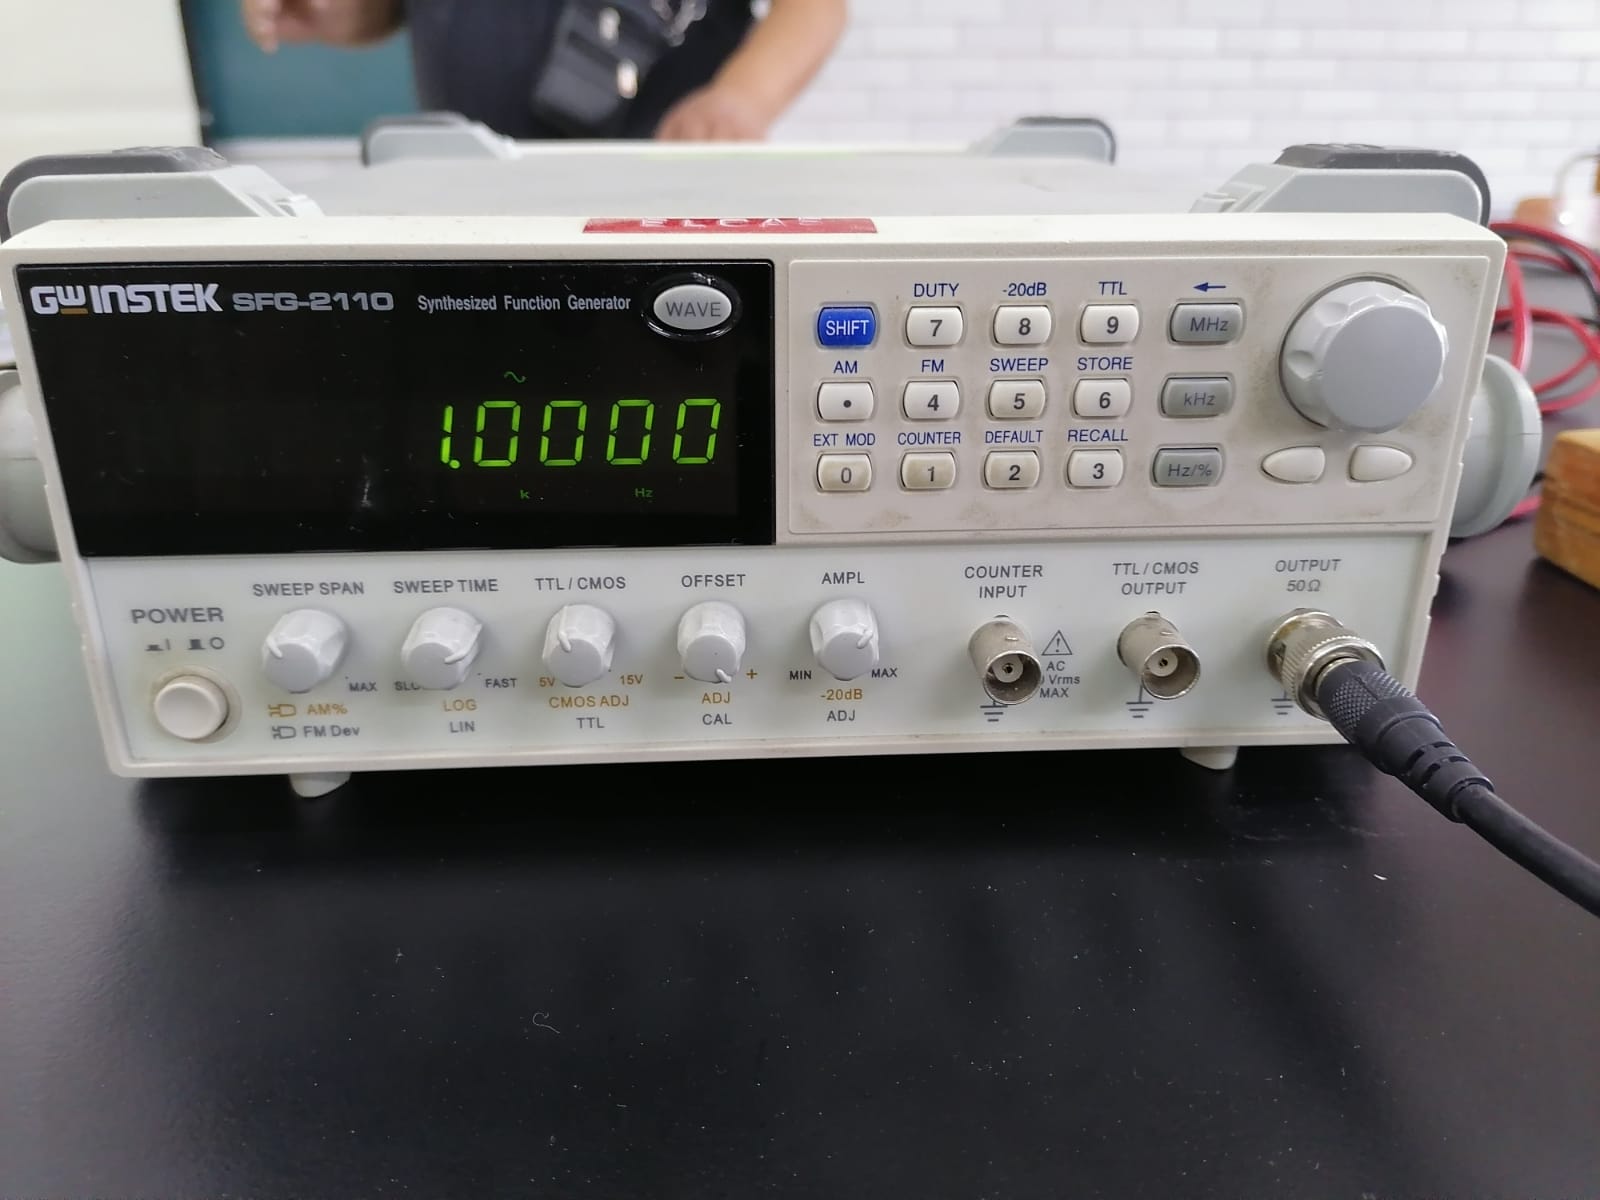 ELCAS
GWINSTEK SFG-2110 Synthesized Function Generator WAVE
1.0000
k Hz
DUTY -20dB TTL
SHIFT 7 8 9 MHz
AM FM SWEEP STORE
• 4 5 6 kHz
EXT MOD COUNTER DEFAULT RECALL
0 1 2 3 Hz/%
POWER
SWEEP SPAN
MAX
AM%
FM Dev
SWEEP TIME
FAST
LOG
LIN
TTL / CMOS
5V 15V
CMOS ADJ
TTL
OFFSET
- +
ADJ
CAL
AMPL
MIN MAX
-20dB
ADJ
COUNTER
INPUT
AC
Vrms
MAX
TTL / CMOS
OUTPUT
OUTPUT
50Ω